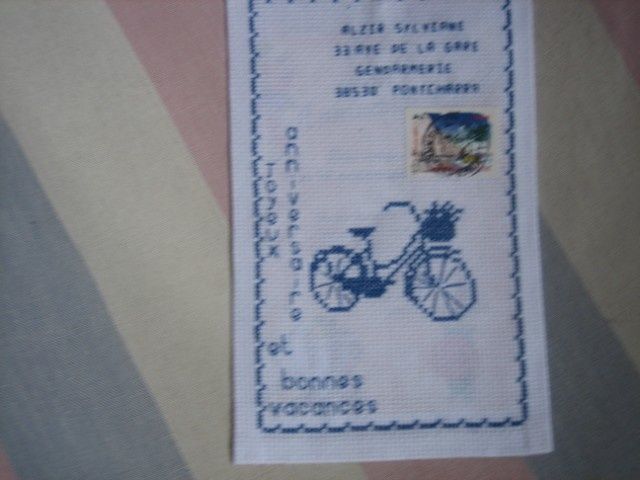 ALZIR SYLVIANE
33 AVE DE LA GARE
GENDARMERIE
38530 PONTCHARRA
joyeux
anniversaire
et
bonnes
vacances